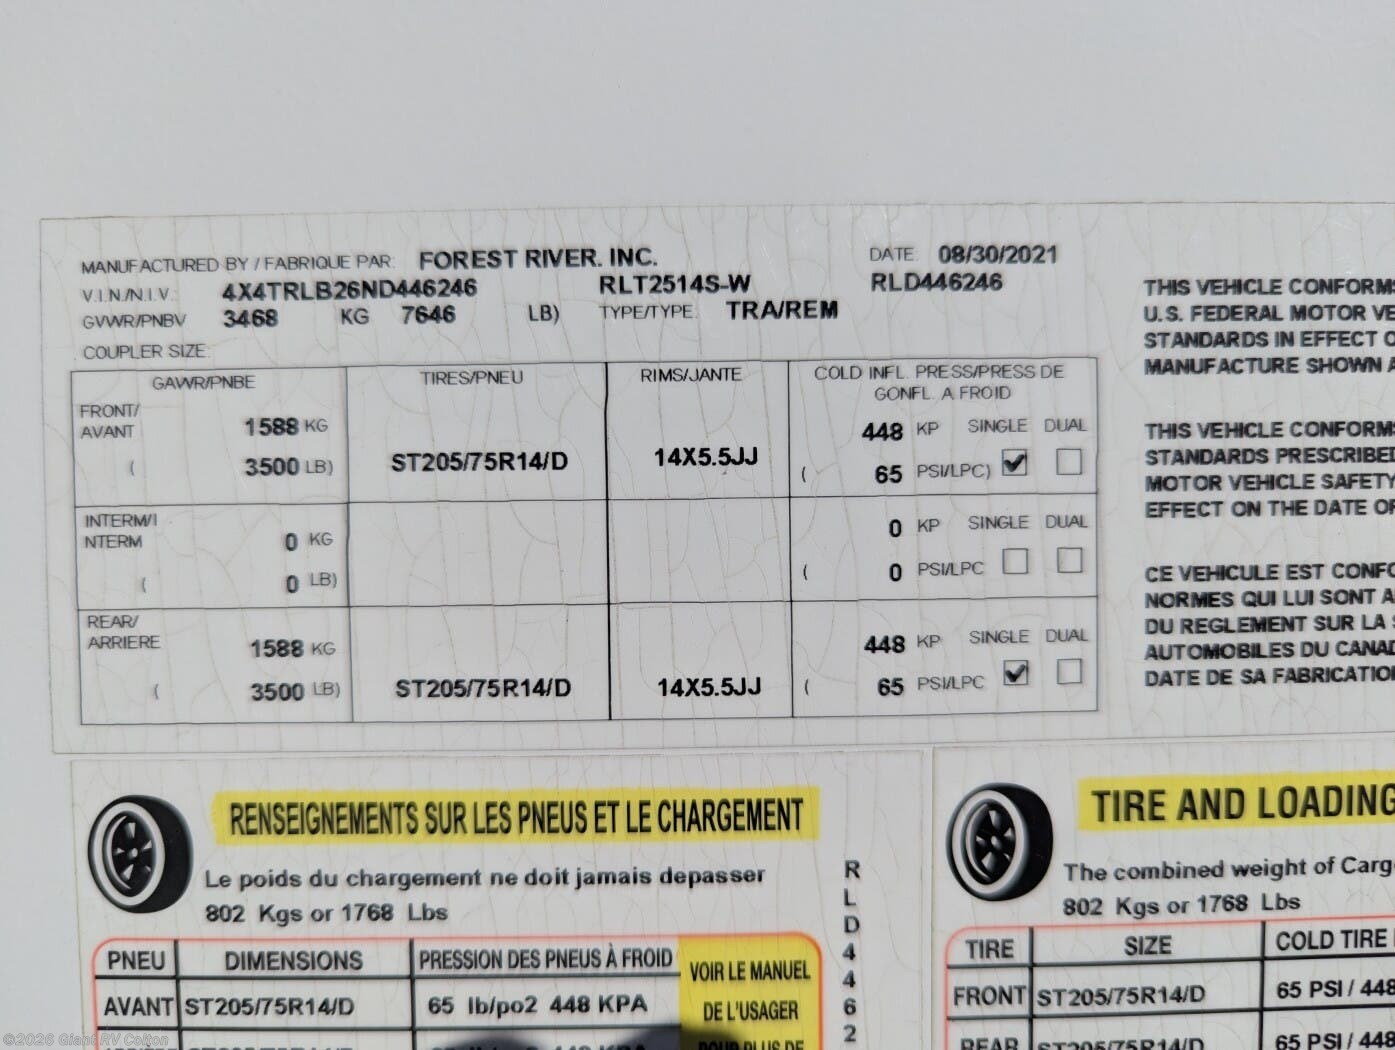 MANUFACTURED BY / FABRIQUE PAR: FOREST RIVER. INC. DATE: 08/30/2021
V.I.N./N.I.V.: 4X4TRLB26ND446246 RLT2514S-W RLD446246
GVWR/PNBV 3468 KG 7646 LB) TYPE/TYPE: TRA/REM
COUPLER SIZE:
GAWR/PNBE TIRES/PNEU RIMS/JANTE COLD INFL. PRESS/PRESS DE
GONFL. A FROID
FRONT/
AVANT 1588 KG 448 KP SINGLE DUAL
( 3500 LB) ST205/75R14/D 14X5.5JJ ( 65 PSI/LPC)
INTERM/I
NTERM 0 KG 0 KP SINGLE DUAL
( 0 LB) ( 0 PSI/LPC
REAR/
ARRIERE 1588 KG 448 KP SINGLE DUAL
( 3500 LB) ST205/75R14/D 14X5.5JJ ( 65 PSI/LPC
THIS VEHICLE CONFORMS
U.S. FEDERAL MOTOR VE
STANDARDS IN EFFECT O
MANUFACTURE SHOWN A
THIS VEHICLE CONFORMS
STANDARDS PRESCRIBED
MOTOR VEHICLE SAFETY
EFFECT ON THE DATE OF
CE VEHICULE EST CONFO
NORMES QUI LUI SONT A
DU REGLEMENT SUR LA S
AUTOMOBILES DU CANAD
DATE DE SA FABRICATION
RENSEIGNEMENTS SUR LES PNEUS ET LE CHARGEMENT
Le poids du chargement ne doit jamais depasser
802 Kgs or 1768 Lbs
PNEU DIMENSIONS PRESSION DES PNEUS À FROID VOIR LE MANUEL
AVANT ST205/75R14/D 65 lb/po2 448 KPA DE L'USAGER
POUR PLUS DE
RLD4462
TIRE AND LOADING
The combined weight of Carg
802 Kgs or 1768 Lbs
TIRE SIZE COLD TIRE
FRONT ST205/75R14/D 65 PSI / 448
REAR ST205/75R14/D 65 PSI / 448
©2026 Giant RV Colton